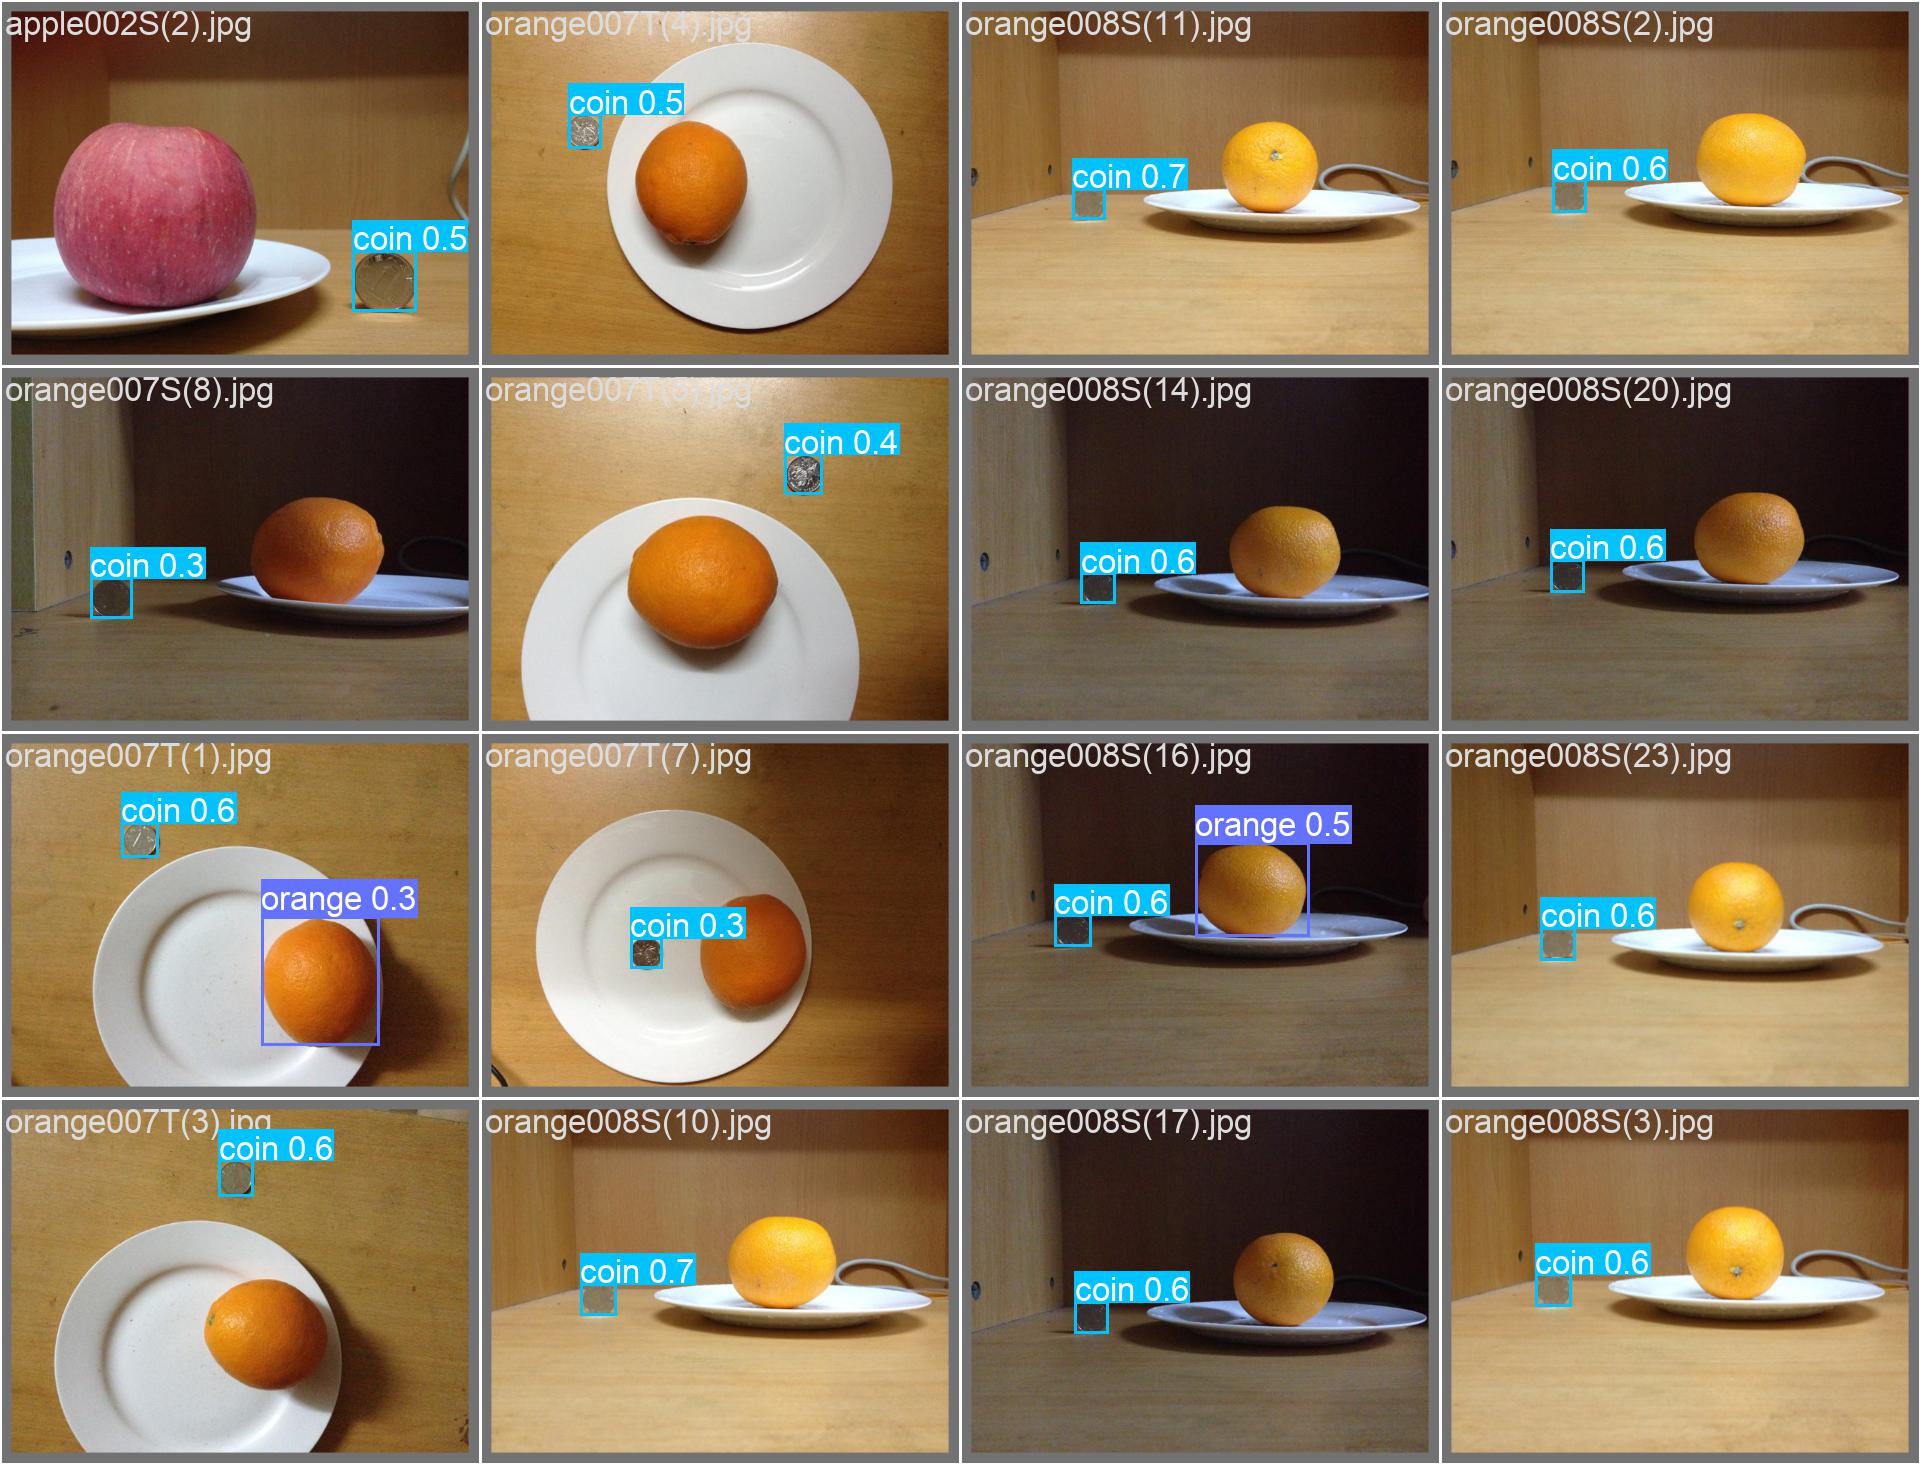 apple002S(2).jpg
coin 0.5
orange007T(4).jpg
coin 0.5
orange008S(11).jpg
coin 0.7
orange008S(2).jpg
coin 0.6
orange007S(8).jpg
coin 0.3
coin 0.4
orange008S(14).jpg
coin 0.6
orange008S(20).jpg
coin 0.6
orange007T(1).jpg
coin 0.6
orange 0.3
orange007T(7).jpg
coin 0.3
orange008S(16).jpg
orange 0.5
coin 0.6
orange008S(23).jpg
coin 0.6
orange007T(3).jpg
coin 0.6
orange008S(10).jpg
coin 0.7
orange008S(17).jpg
coin 0.6
orange008S(3).jpg
coin 0.6